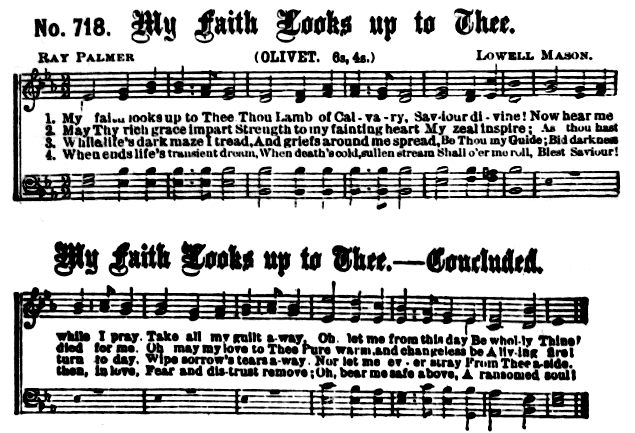 No. 718. My Faith Looks up to Thee.
RAY PALMER (OLIVET. 6s, 4s.) LOWELL MASON.
1. My faith looks up to Thee Thou Lamb of Cal-va-ry, Sav-iour di-vine! Now hear me
2. May Thy rich grace impart Strength to my fainting heart My zeal inspire; As thou hast
3. While life's dark maze I tread, And griefs around me spread, Be Thou my Guide; Bid darkness
4. When ends life's transient dream, When death's cold, sullen stream Shall o'er me roll, Blest Saviour!
My Faith Looks up to Thee.—Concluded.
while I pray. Take all my guilt a-way, Oh. let me from this day Be whol-ly Thine!
died for me. Oh may my love to Thee Pure warm, and changeless be A liv-ing fire!
turn to day. Wipe sorrow's tears a-way. Nor let me ev-er stray From Thee a-side.
then, in love, Fear and dis-trust remove; Oh, bear me safe above, A ransomed soul!